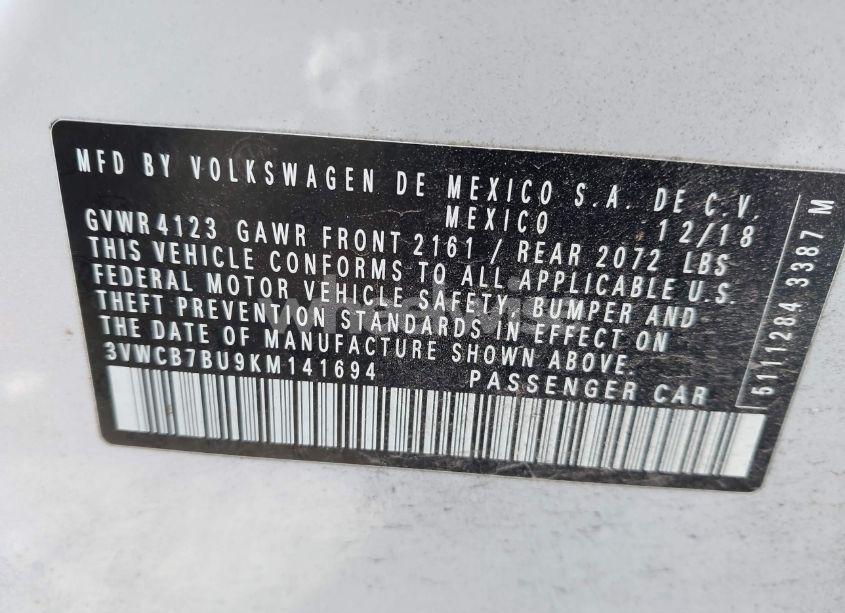 MFD BY VOLKSWAGEN DE MEXICO S.A. DE C.V.
MEXICO 12/18
GVWR 4123 GAWR FRONT 2161 / REAR 2072 LBS
THIS VEHICLE CONFORMS TO ALL APPLICABLE U.S.
FEDERAL MOTOR VEHICLE SAFETY, BUMPER AND
THEFT PREVENTION STANDARDS IN EFFECT ON
THE DATE OF MANUFACTURE SHOWN ABOVE.
3VWCB7BU9KM141694 PASSENGER CAR
5111284 3387 M